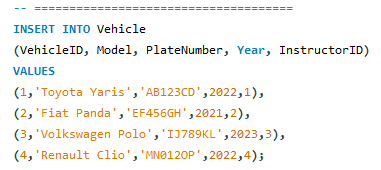 -- =====================================
INSERT INTO Vehicle
(VehicleID, Model, PlateNumber, Year, InstructorID)
VALUES
(1,'Toyota Yaris','AB123CD',2022,1),
(2,'Fiat Panda','EF456GH',2021,2),
(3,'Volkswagen Polo','IJ789KL',2023,3),
(4,'Renault Clio','MN012OP',2022,4);